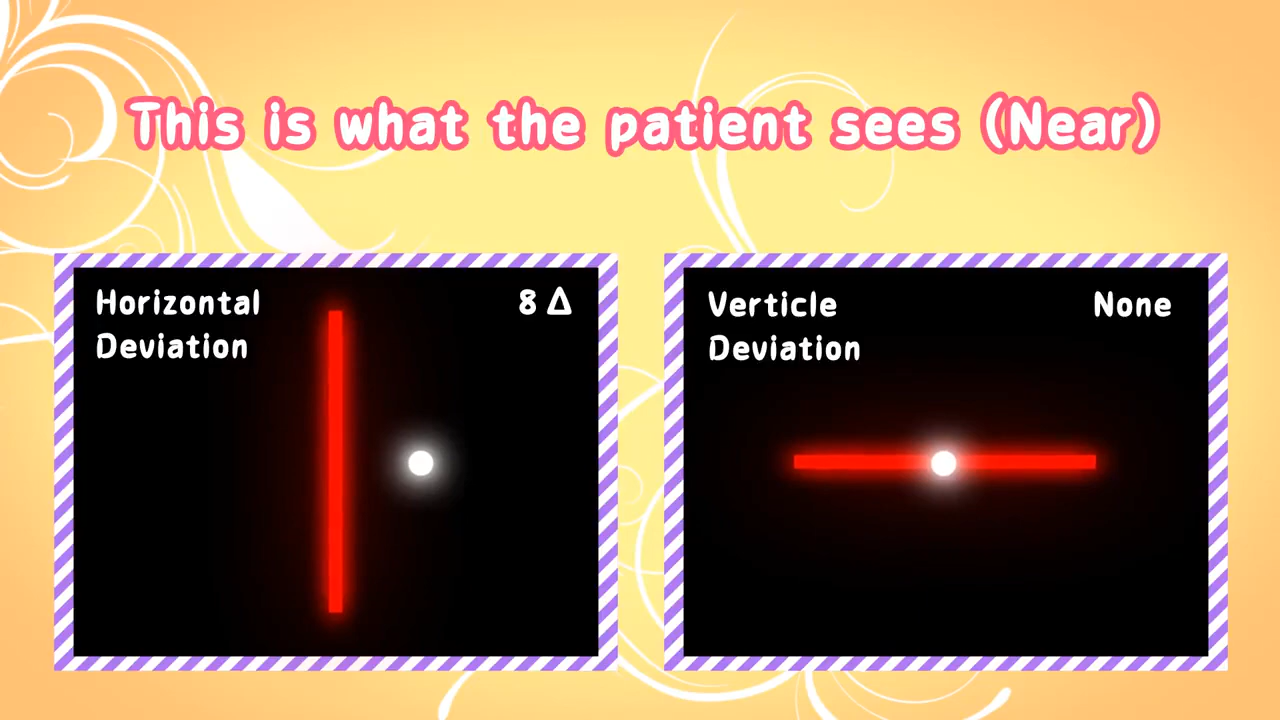 This is what the patient sees (Near)
Horizontal
Deviation
8 Δ
Verticle
Deviation
None